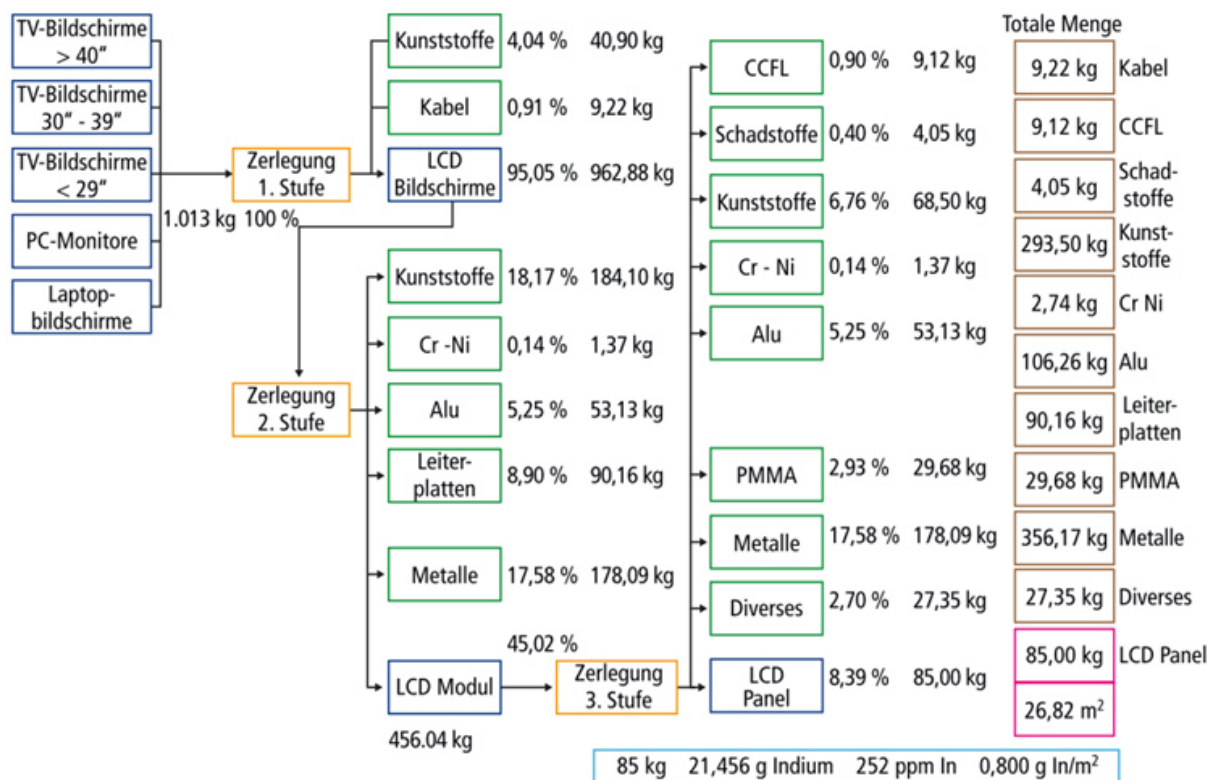 TV-Bildschirme
> 40“
TV-Bildschirme
30“ - 39“
TV-Bildschirme
< 29“
PC-Monitore
Laptop-
bildschirme
1.013 kg 100 %
Zerlegung
1. Stufe
Kunststoffe 4,04 % 40,90 kg
Kabel 0,91 % 9,22 kg
LCD
Bildschirme
95,05 % 962,88 kg
Zerlegung
2. Stufe
Kunststoffe 18,17 % 184,10 kg
Cr -Ni 0,14 % 1,37 kg
Alu 5,25 % 53,13 kg
Leiter-
platten
8,90 % 90,16 kg
Metalle 17,58 % 178,09 kg
45,02 %
LCD Modul
456.04 kg
Zerlegung
3. Stufe
CCFL 0,90 % 9,12 kg
Schadstoffe 0,40 % 4,05 kg
Kunststoffe 6,76 % 68,50 kg
Cr - Ni 0,14 % 1,37 kg
Alu 5,25 % 53,13 kg
PMMA 2,93 % 29,68 kg
Metalle 17,58 % 178,09 kg
Diverses 2,70 % 27,35 kg
LCD
Panel
8,39 % 85,00 kg
Totale Menge
9,22 kg Kabel
9,12 kg CCFL
4,05 kg
Schad-
stoffe
293,50 kg
Kunst-
stoffe
2,74 kg Cr Ni
106,26 kg Alu
90,16 kg
Leiter-
platten
29,68 kg PMMA
356,17 kg Metalle
27,35 kg Diverses
85,00 kg LCD Panel
26,82 m²
85 kg 21,456 g Indium 252 ppm In 0,800 g In/m²